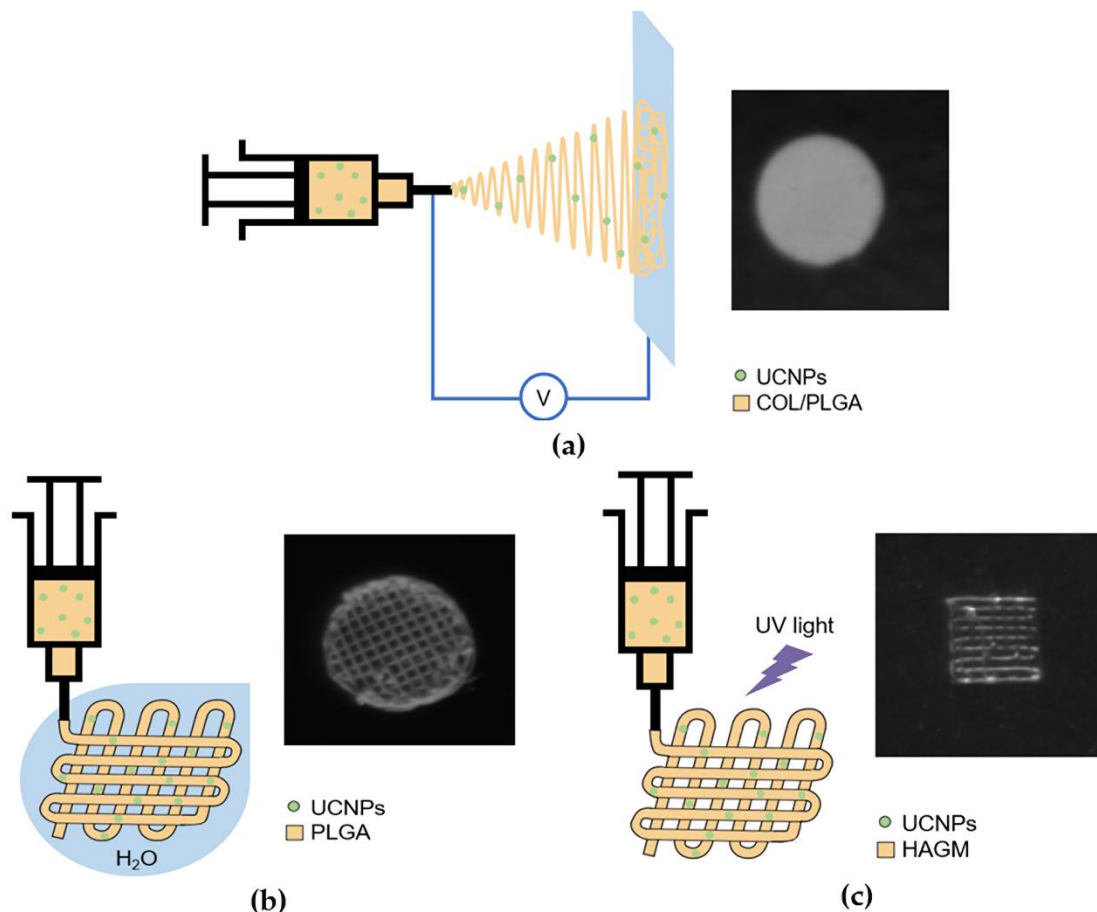 V
UCNPs
COL/PLGA
(a)
UCNPs
PLGA
H₂O
(b)
UV light
UCNPs
HAGM
(c)